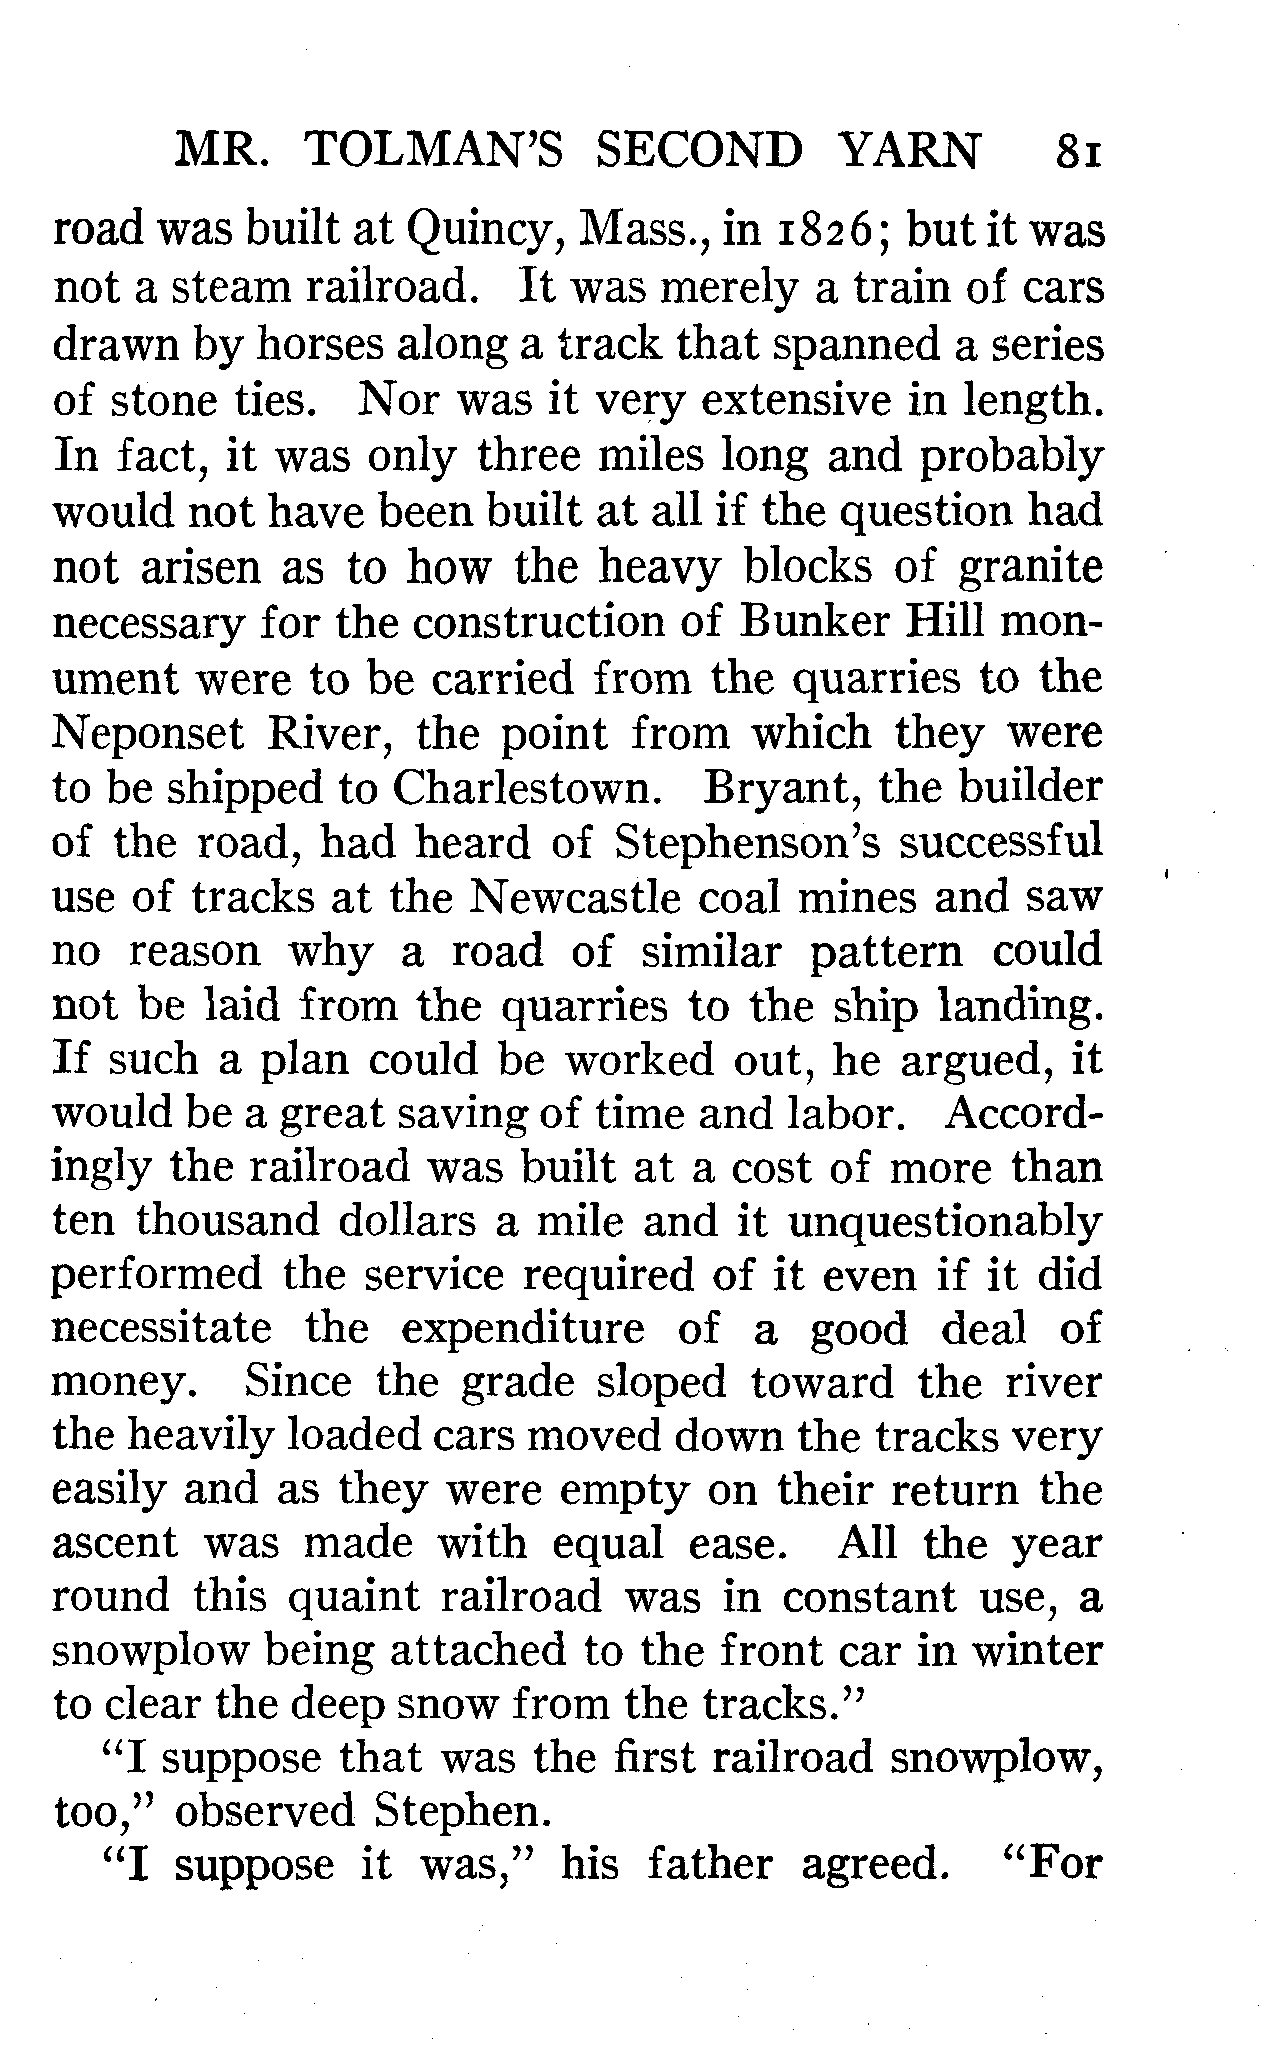 MR. TOLMAN'S SECOND YARN 81
road was built at Quincy, Mass., in 1826; but it was
not a steam railroad. It was merely a train of cars
drawn by horses along a track that spanned a series
of stone ties. Nor was it very extensive in length.
In fact, it was only three miles long and probably
would not have been built at all if the question had
not arisen as to how the heavy blocks of granite
necessary for the construction of Bunker Hill mon-
ument were to be carried from the quarries to the
Neponset River, the point from which they were
to be shipped to Charlestown. Bryant, the builder
of the road, had heard of Stephenson's successful
use of tracks at the Newcastle coal mines and saw
no reason why a road of similar pattern could
not be laid from the quarries to the ship landing.
If such a plan could be worked out, he argued, it
would be a great saving of time and labor. Accord-
ingly the railroad was built at a cost of more than
ten thousand dollars a mile and it unquestionably
performed the service required of it even if it did
necessitate the expenditure of a good deal of
money. Since the grade sloped toward the river
the heavily loaded cars moved down the tracks very
easily and as they were empty on their return the
ascent was made with equal ease. All the year
round this quaint railroad was in constant use, a
snowplow being attached to the front car in winter
to clear the deep snow from the tracks."
"I suppose that was the first railroad snowplow,
too," observed Stephen.
"I suppose it was," his father agreed. "For